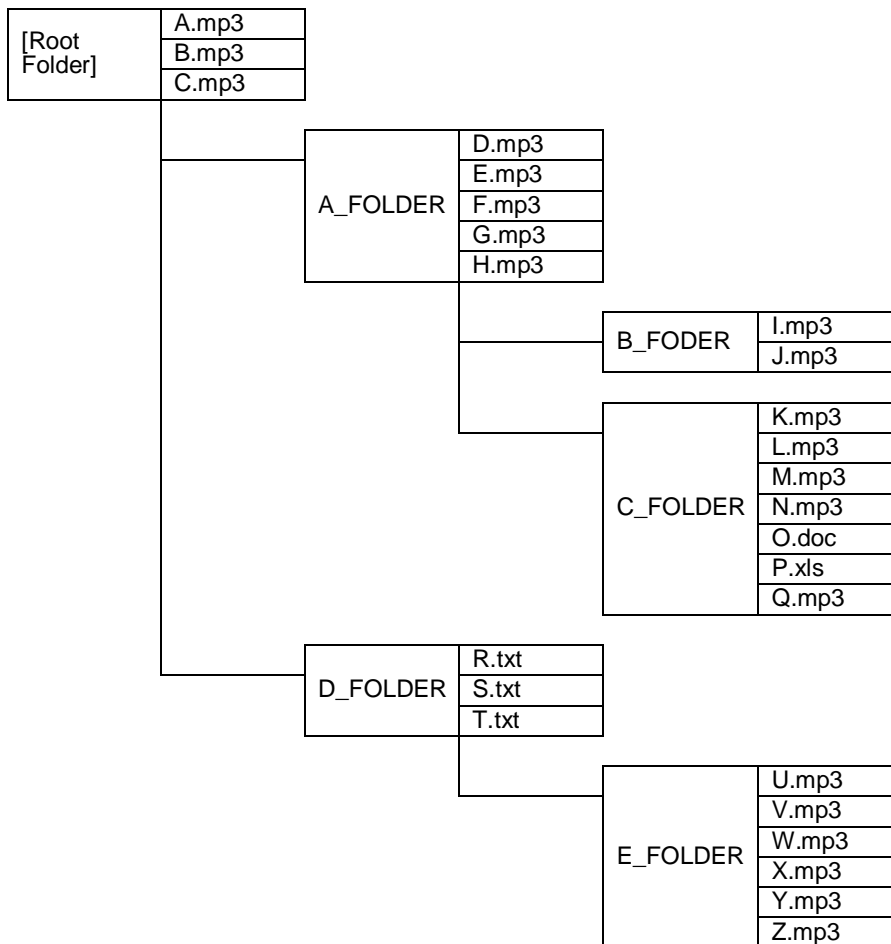 [Root
Folder]
A.mp3
B.mp3
C.mp3
A_FOLDER
D.mp3
E.mp3
F.mp3
G.mp3
H.mp3
B_FODER
I.mp3
J.mp3
C_FOLDER
K.mp3
L.mp3
M.mp3
N.mp3
O.doc
P.xls
Q.mp3
D_FOLDER
R.txt
S.txt
T.txt
E_FOLDER
U.mp3
V.mp3
W.mp3
X.mp3
Y.mp3
Z.mp3